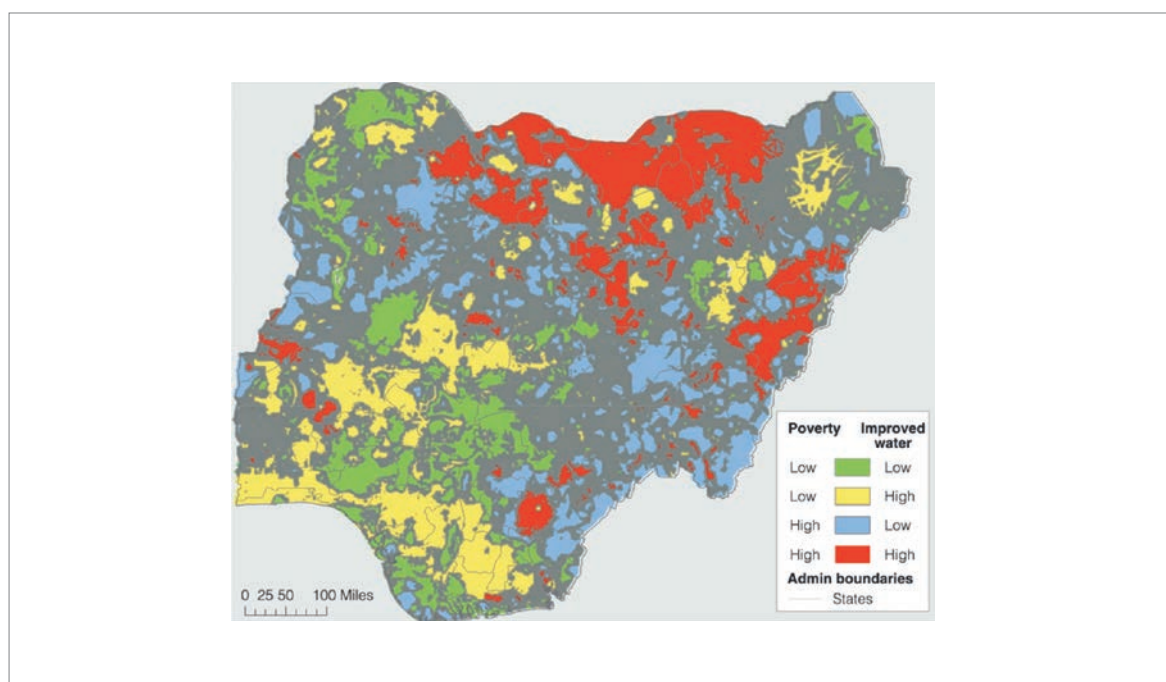 Poverty Improved water
Low Low
Low High
High Low
High High
Admin boundaries
States
0 25 50 100 Miles